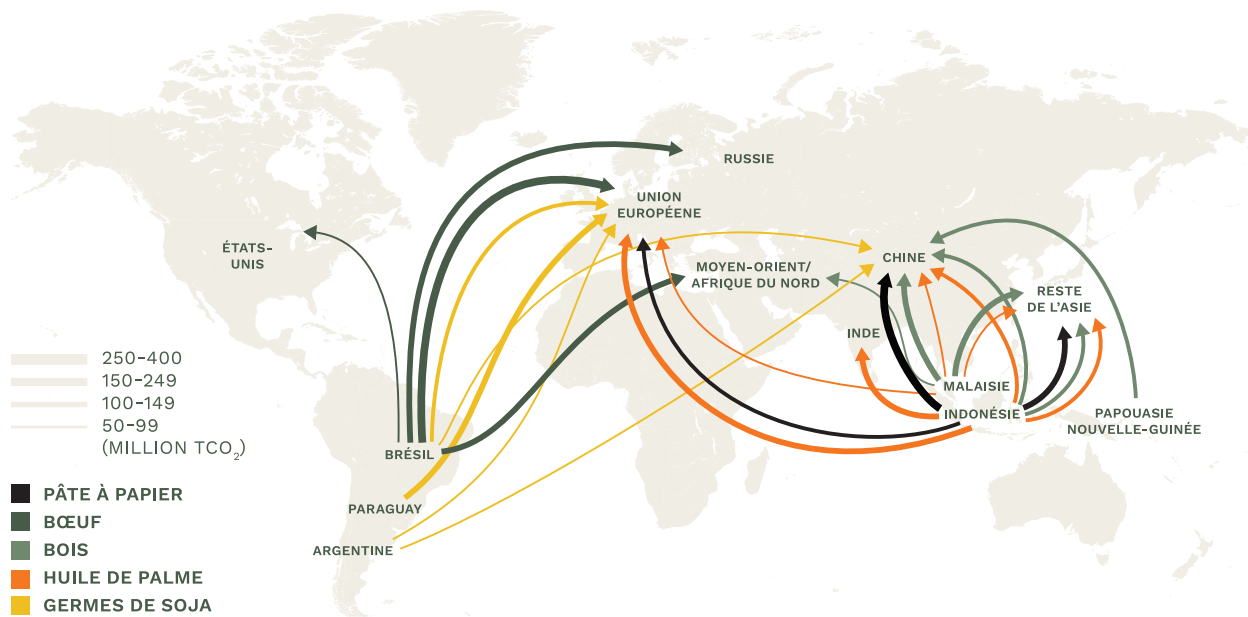 RUSSIE
UNION
EUROPÉENE
ÉTATS-
UNIS
CHINE
MOYEN-ORIENT/
AFRIQUE DU NORD
RESTE
DE L'ASIE
INDE
250-400
150-249
100-149
50-99
(MILLION TCO₂)
MALAISIE
INDONÉSIE
PAPOUASIE
NOUVELLE-GUINÉE
BRÉSIL
PARAGUAY
ARGENTINE
PÂTE À PAPIER
BŒUF
BOIS
HUILE DE PALME
GERMES DE SOJA